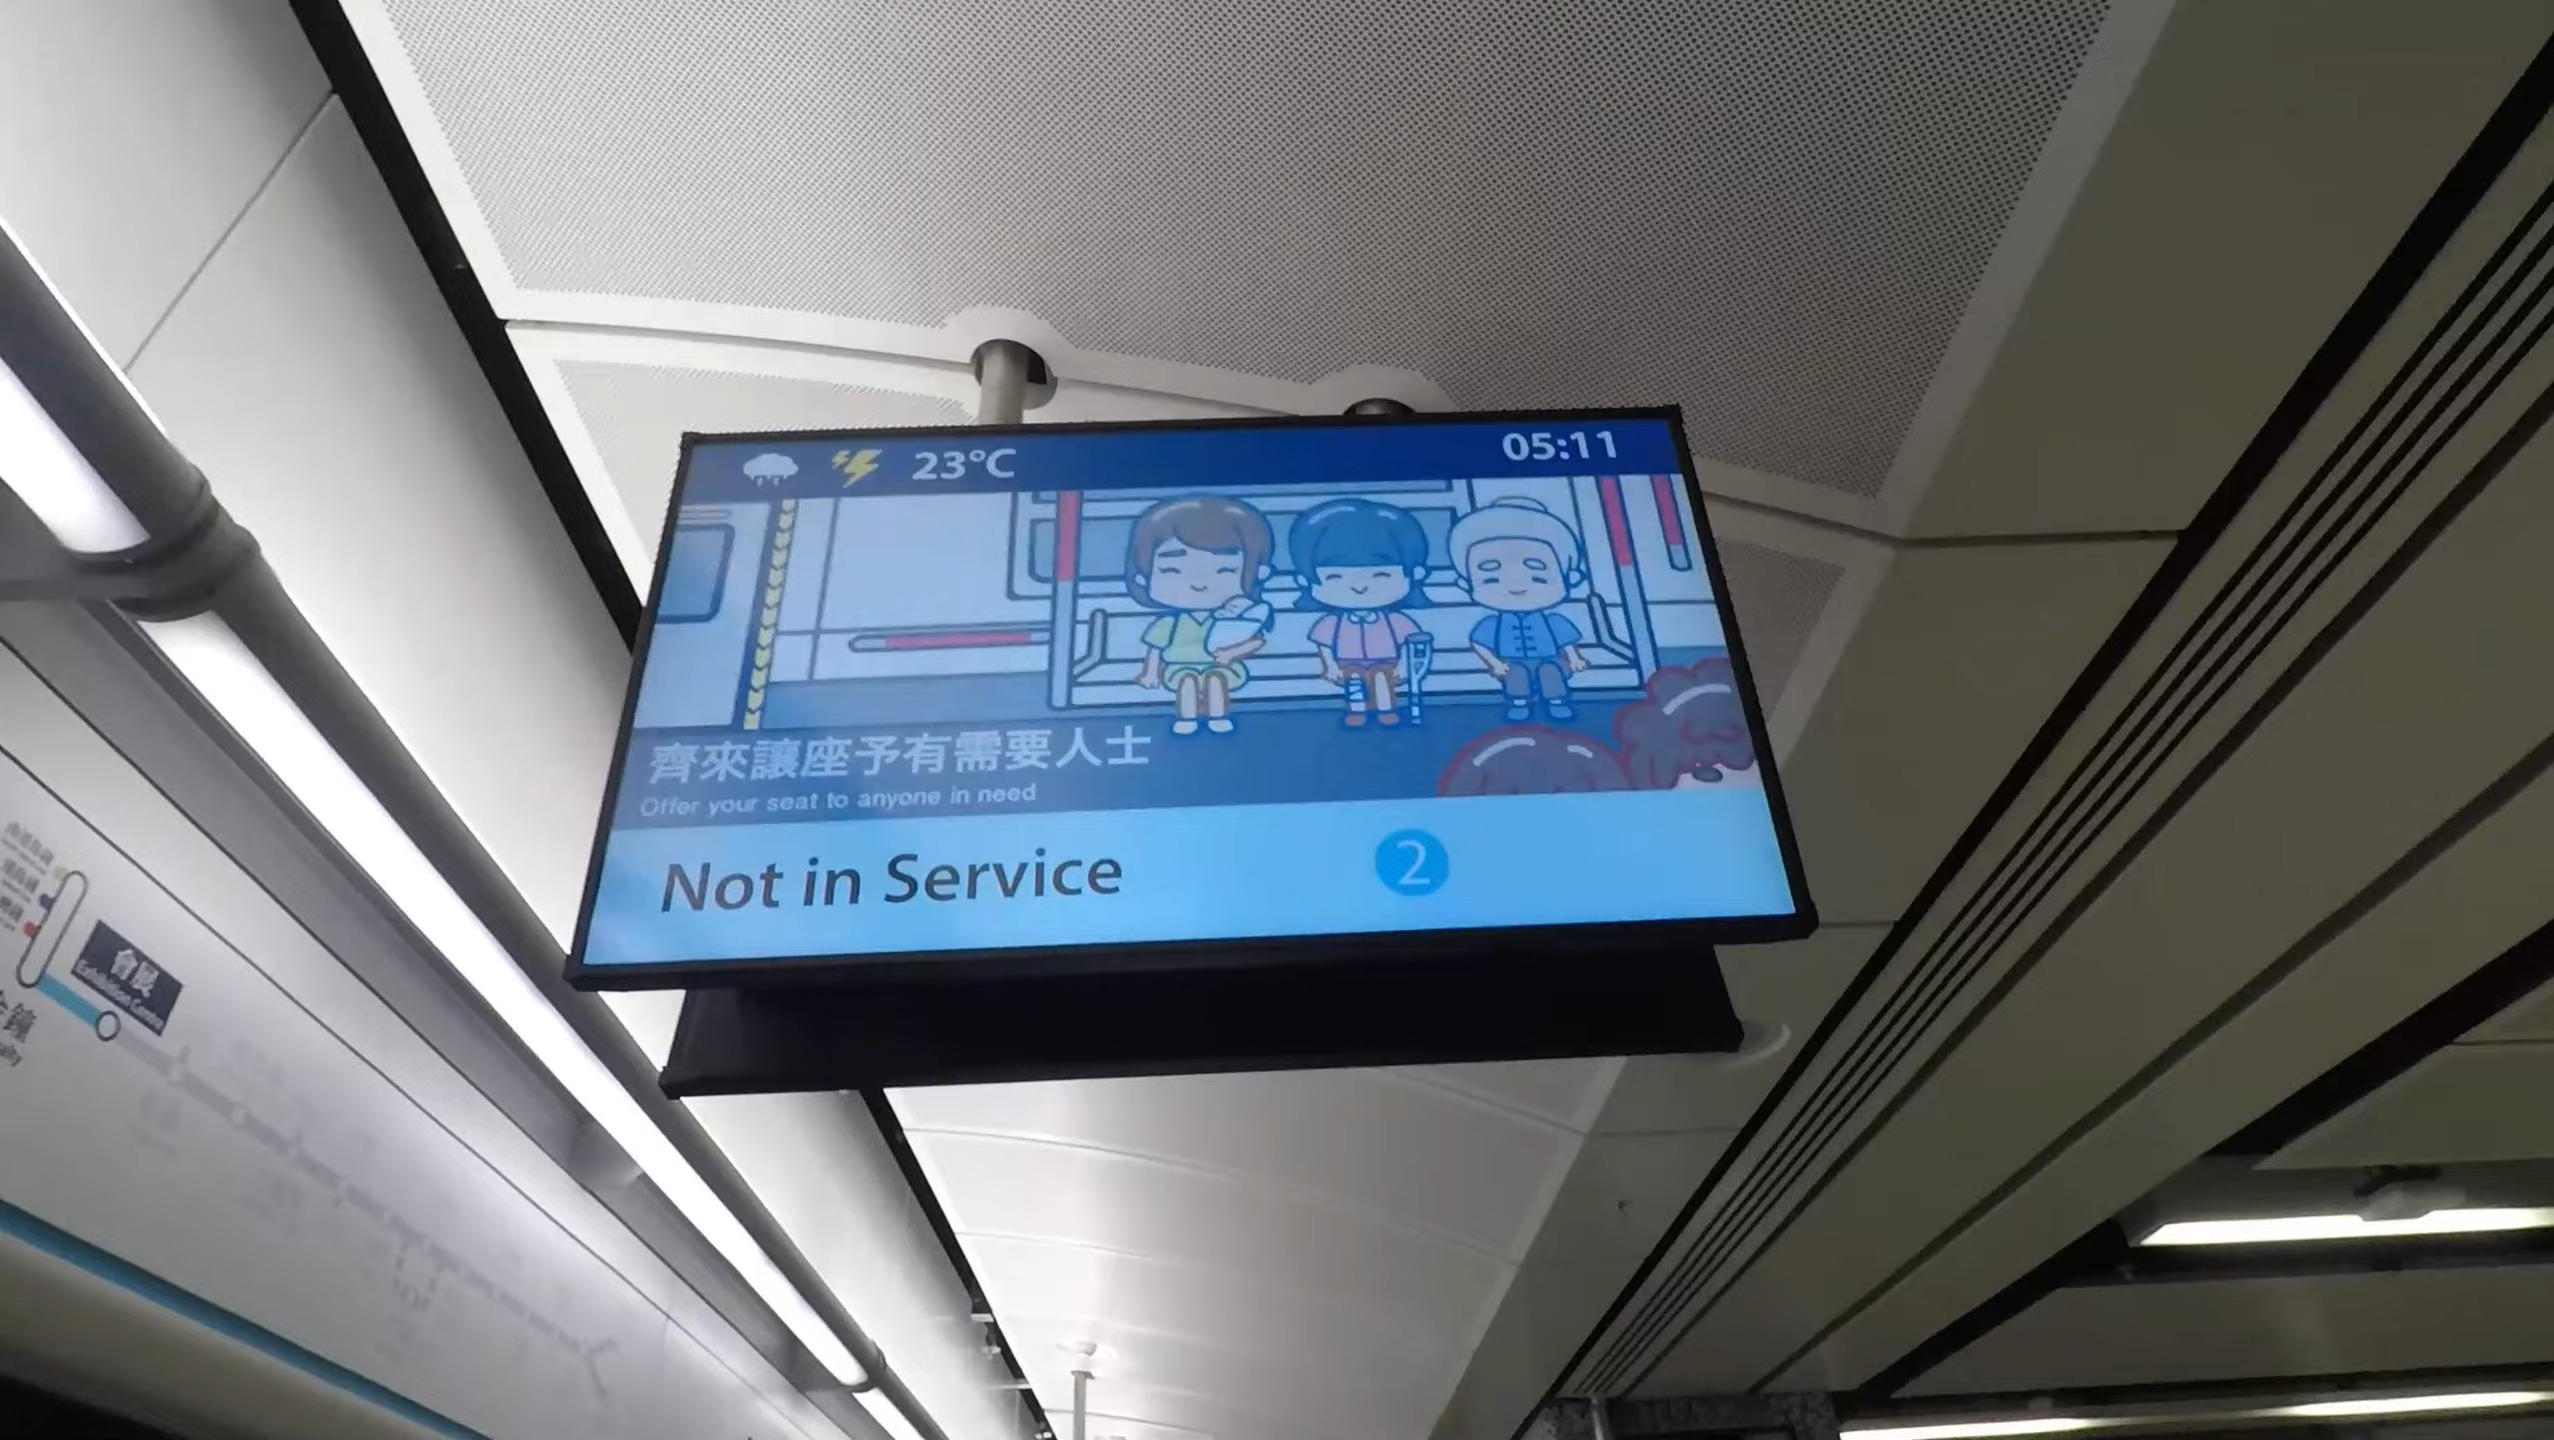 23°C
05:11
齊來讓座予有需要人士
Offer your seat to anyone in need
Not in Service
2
會展
Exhibition Centre